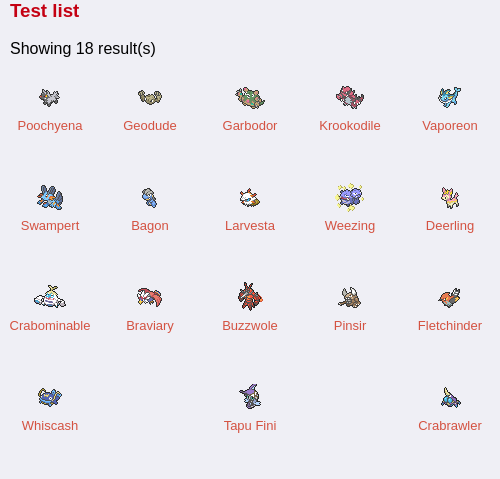 Test list
Showing 18 result(s)
Poochyena Geodude Garbodor Krookodile Vaporeon
Swampert Bagon Larvesta Weezing Deerling
Crabominable Braviary Buzzwole Pinsir Fletchinder
Whiscash Tapu Fini Crabrawler